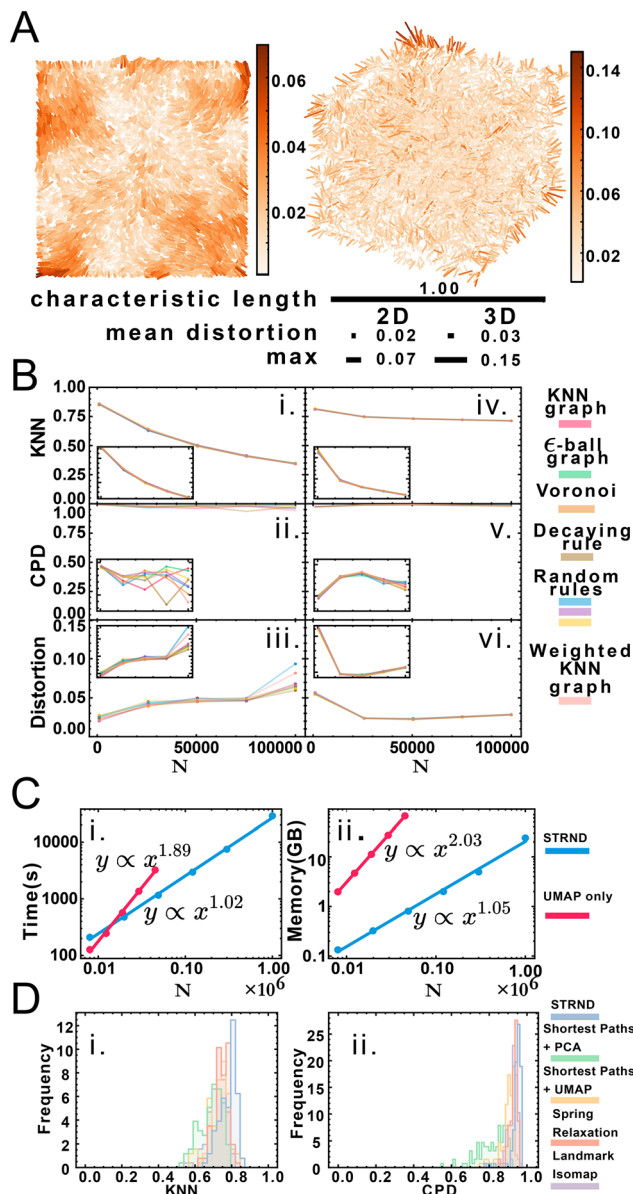 A
0.06
0.04
0.02
0.14
0.10
0.06
0.02
characteristic length
1.00
2D
3D
mean distortion
0.02
0.03
max
0.07
0.15
B
KNN
1.00
0.75
0.50
0.25
0.00
i.
iv.
CPD
1.00
0.75
0.50
0.25
0.00
ii.
v.
Distortion
0.15
0.10
0.05
0.00
iii.
vi.
0
50000
100000
0
50000
100000
N
N
KNN
graph
ϵ-ball
graph
Voronoi
Decaying
rule
Random
rules
Weighted
KNN
graph
C
Time(s)
10000
1000
100
i.
y ∝ x^1.89
y ∝ x^1.02
0.01
0.10
1.00
×10^6
N
Memory(GB)
10
1
0.1
ii.
y ∝ x^2.03
y ∝ x^1.05
0.01
0.10
1.00
×10^6
N
STRND
UMAP only
D
Frequency
12
10
8
6
4
2
0
i.
0.0
0.2
0.4
0.6
0.8
1.0
KNN
Frequency
25
20
15
10
5
0
ii.
0.0
0.2
0.4
0.6
0.8
1.0
CPD
STRND
Shortest Paths
+ PCA
Shortest Paths
+ UMAP
Spring
Relaxation
Landmark
Isomap